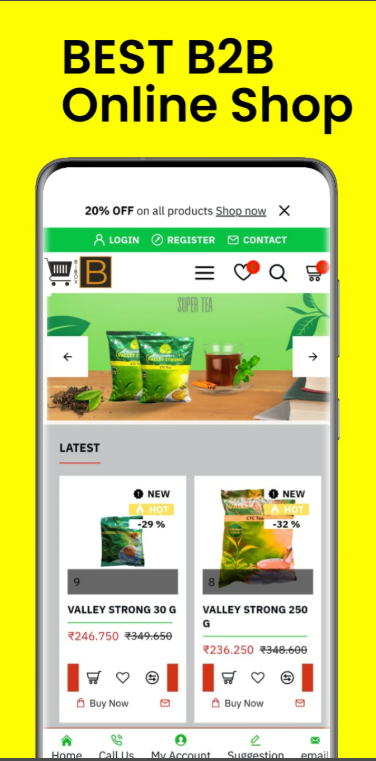 BEST B2B
Online Shop
20% OFF on all products Shop now
LOGIN REGISTER CONTACT
B
SUPER TEA
VALLEY STRONG
LATEST
NEW
HOT
-29 %
9
VALLEY STRONG 30 G
₹246.750 ₹349.650
Buy Now
NEW
HOT
-32 %
CTC Tea
8
VALLEY STRONG 250
G
₹236.250 ₹348.600
Buy Now
Home Call Us My Account Suggestion email